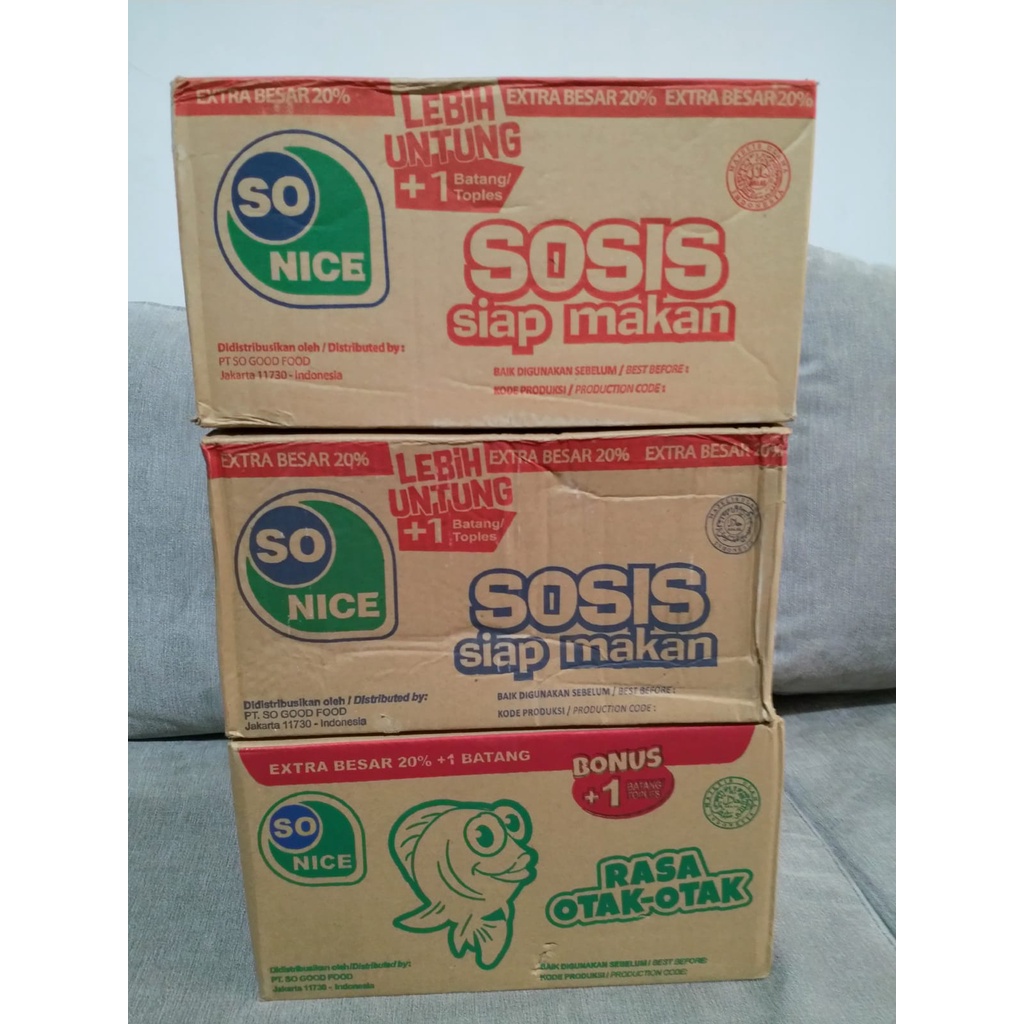 EXTRA BESAR 20%
LEBIH
UNTUNG
+1 Batang/
Toples
EXTRA BESAR 20% EXTRA BESAR 20%
SO
NICE
SOSIS
siap makan
Didistribusikan oleh / Distributed by :
PT SO GOOD FOOD
Jakarta 11730 - Indonesia
BAIK DIGUNAKAN SEBELUM / BEST BEFORE :
KODE PRODUKSI / PRODUCTION CODE :
EXTRA BESAR 20%
LEBIH
UNTUNG
+1 Batang/
Toples
EXTRA BESAR 20% EXTRA BESAR 20%
SO
NICE
SOSIS
siap makan
Didistribusikan oleh / Distributed by:
PT. SO GOOD FOOD
Jakarta 11730 - Indonesia
BAIK DIGUNAKAN SEBELUM / BEST BEFORE :
KODE PRODUKSI / PRODUCTION CODE :
EXTRA BESAR 20% +1 BATANG
BONUS
+1 BATANG
TOPLES
SO
NICE
RASA
OTAK-OTAK
Didistribusikan oleh/Distributed by:
PT. SO GOOD FOOD
Jakarta 11730 - Indonesia
BAIK DIGUNAKAN SEBELUM/ BEST BEFORE:
KODE PRODUKSI / PRODUCTION CODE: